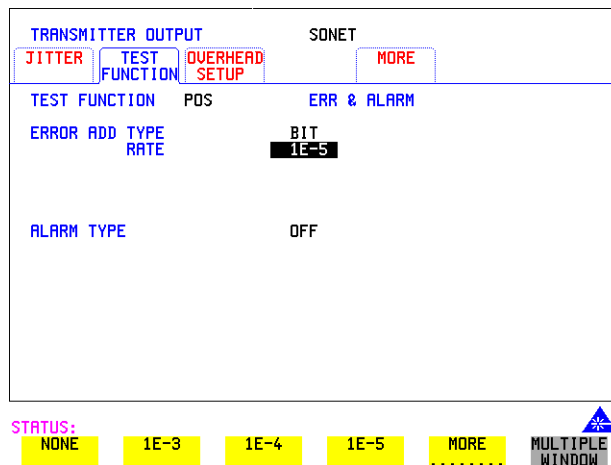 TRANSMITTER OUTPUT SONET
JITTER TEST FUNCTION OVERHEAD SETUP MORE
TEST FUNCTION POS ERR & ALARM
ERROR ADD TYPE BIT
RATE 1E-5
ALARM TYPE OFF
STATUS:
NONE 1E-3 1E-4 1E-5 MORE MULTIPLE WINDOW